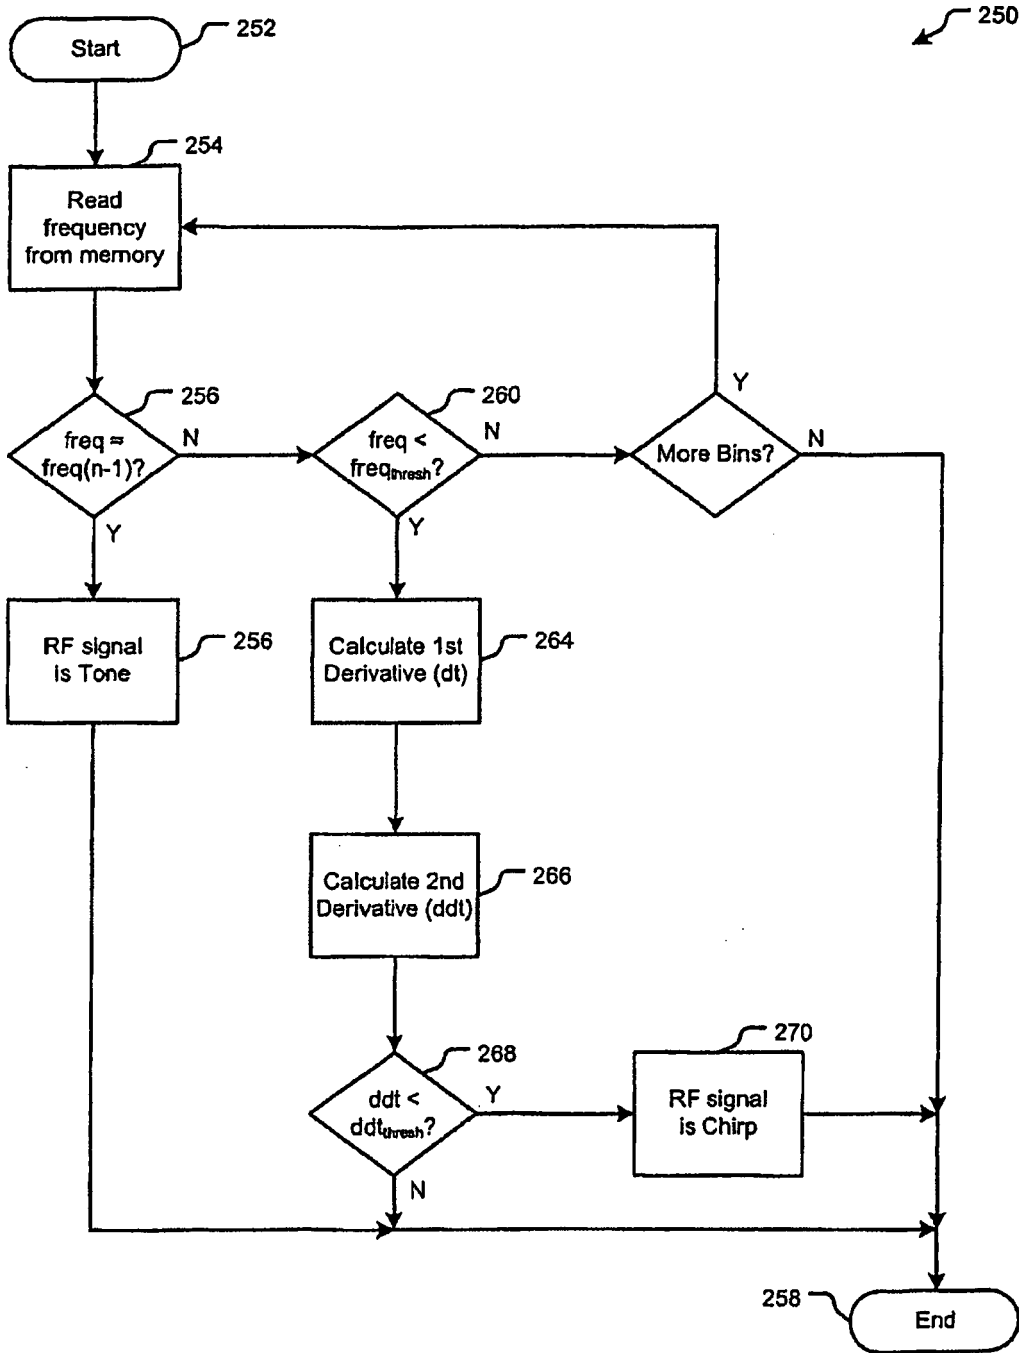 250
Start
252
254
Read
frequency
from memory
256
freq ≈
freq(n-1)?
N
Y
260
freq <
freqthresh?
N
Y
More Bins?
Y
N
RF signal
is Tone
256
Calculate 1st
Derivative (dt)
264
Calculate 2nd
Derivative (ddt)
266
268
ddt <
ddtthresh?
Y
N
270
RF signal
is Chirp
258
End